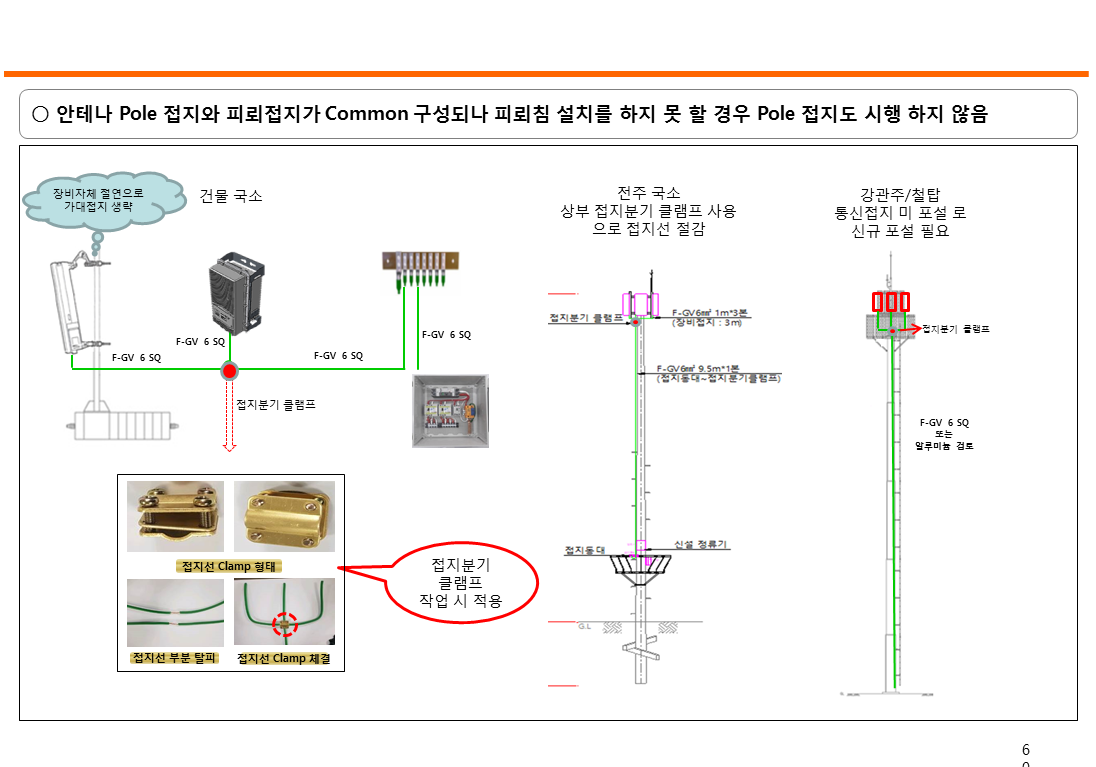 ○ 안테나 Pole 접지와 피뢰접지가 Common 구성되나 피뢰침 설치를 하지 못 할 경우 Pole 접지도 시행 하지 않음
장비자체 절연으로
가대접지 생략
건물 국소
F-GV 6 SQ
F-GV 6 SQ
F-GV 6 SQ
F-GV 6 SQ
접지분기 클램프
접지선 Clamp 형태
접지선 부분 탈피
접지선 Clamp 체결
접지분기
클램프
작업 시 적용
전주 국소
상부 접지분기 클램프 사용
으로 접지선 절감
접지분기 클램프
F-GV6㎟ 1m*3본
(장비접지 : 3m)
F-GV6㎟ 9.5m*1본
(접지동대~접지분기클램프)
접지동대
신설 정류기
G.L
강관주/철탑
통신접지 미 포설 로
신규 포설 필요
접지분기 클램프
F-GV 6 SQ
또는
알루미늄 검토
6
0